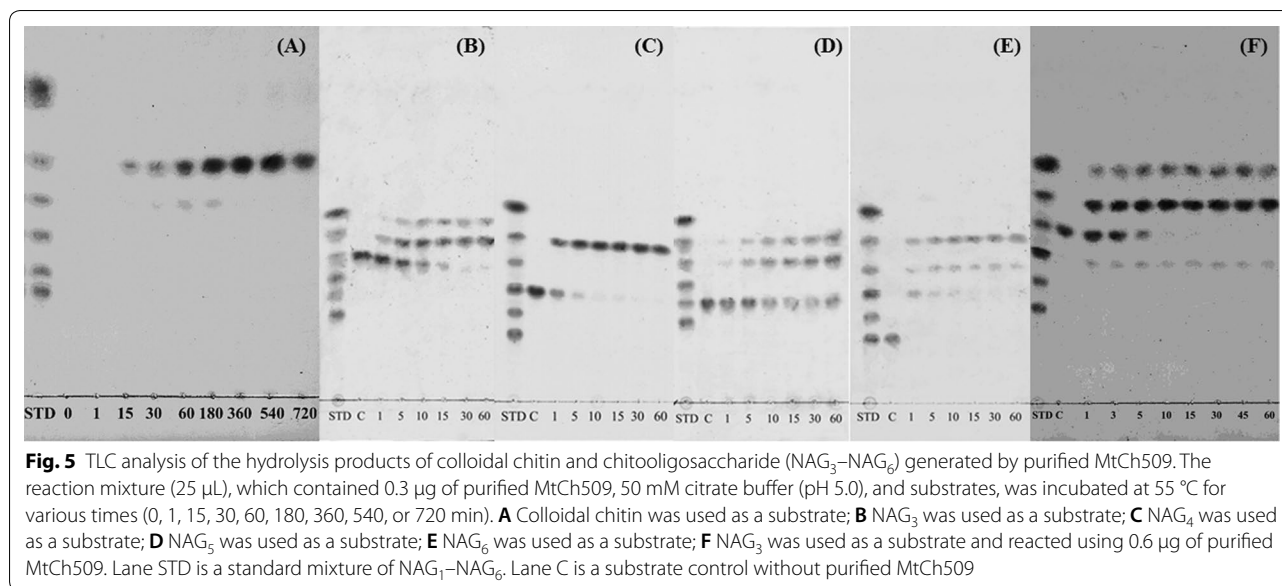 (A) (B) (C) (D) (E) (F)
STD 0 1 15 30 60 180 360 540 720
STD C 1 5 10 15 30 60
STD C 1 5 10 15 30 60
STD C 1 5 10 15 30 60
STD C 1 5 10 15 30 60
STD C 1 3 5 10 15 30 45 60
Fig. 5 TLC analysis of the hydrolysis products of colloidal chitin and chitooligosaccharide (NAG₃–NAG₆) generated by purified MtCh509. The
reaction mixture (25 μL), which contained 0.3 μg of purified MtCh509, 50 mM citrate buffer (pH 5.0), and substrates, was incubated at 55 °C for
various times (0, 1, 15, 30, 60, 180, 360, 540, or 720 min). A Colloidal chitin was used as a substrate; B NAG₃ was used as a substrate; C NAG₄ was used
as a substrate; D NAG₅ was used as a substrate; E NAG₆ was used as a substrate; F NAG₃ was used as a substrate and reacted using 0.6 μg of purified
MtCh509. Lane STD is a standard mixture of NAG₁–NAG₆. Lane C is a substrate control without purified MtCh509